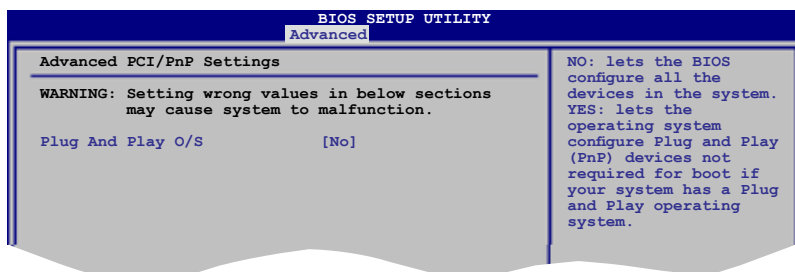 BIOS SETUP UTILITY
Advanced
Advanced PCI/PnP Settings
WARNING: Setting wrong values in below sections
may cause system to malfunction.
Plug And Play O/S [No]
NO: lets the BIOS
configure all the
devices in the system.
YES: lets the
operating system
configure Plug and Play
(PnP) devices not
required for boot if
your system has a Plug
and Play operating
system.